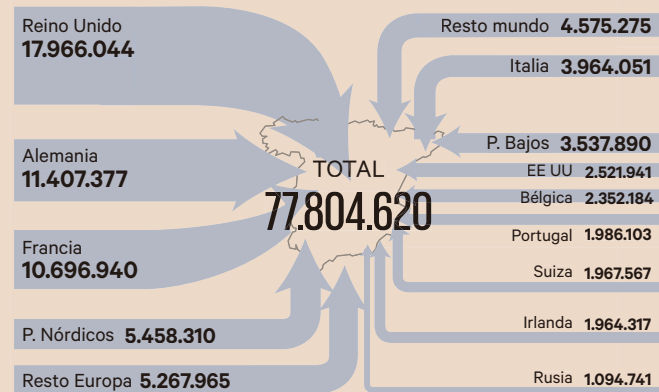 Reino Unido
17.966.044
Alemania
11.407.377
Francia
10.696.940
P. Nórdicos 5.458.310
Resto Europa 5.267.965
TOTAL
77.804.620
Resto mundo 4.575.275
Italia 3.964.051
P. Bajos 3.537.890
EE UU 2.521.941
Bélgica 2.352.184
Portugal 1.986.103
Suiza 1.967.567
Irlanda 1.964.317
Rusia 1.094.741